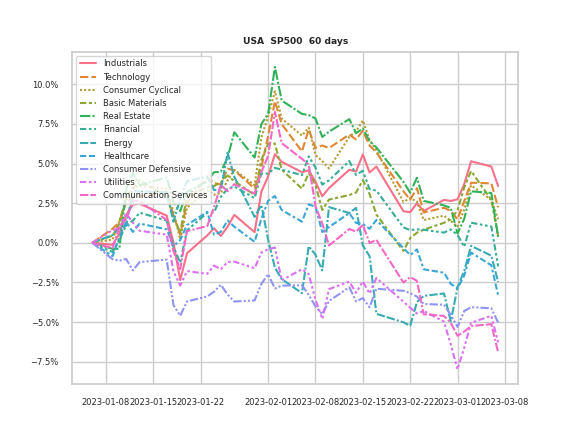 USA  SP500  60 days
Industrials
Technology
Consumer Cyclical
Basic Materials
Real Estate
Financial
Energy
Healthcare
Consumer Defensive
Utilities
Communication Services
10.0%
7.5%
5.0%
2.5%
0.0%
−2.5%
−5.0%
−7.5%
2023-01-08 2023-01-15 2023-01-22 2023-02-01 2023-02-08 2023-02-15 2023-02-22 2023-03-01 2023-03-08